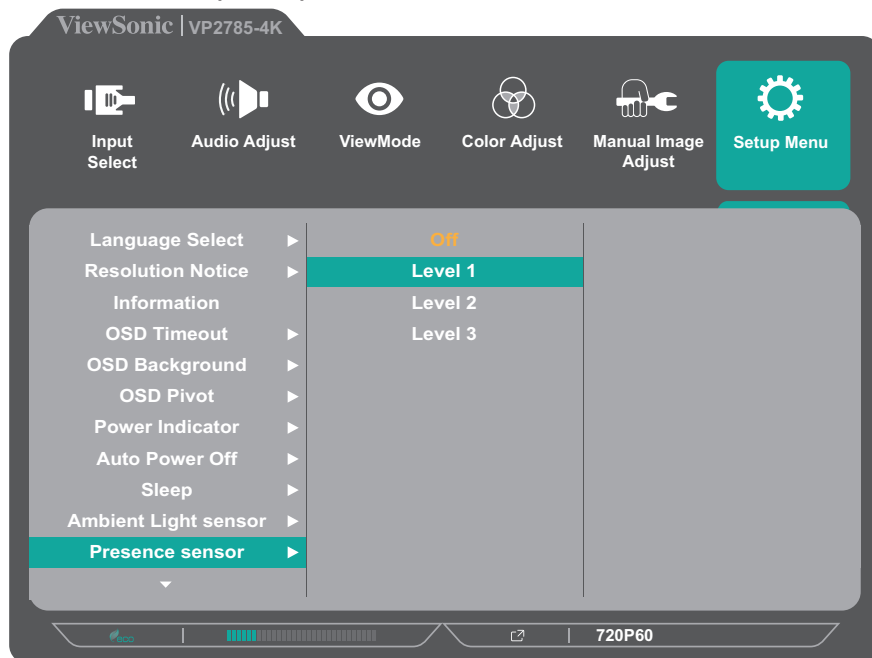 ViewSonic | VP2785-4K
Input
Select
Audio Adjust
ViewMode
Color Adjust
Manual Image
Adjust
Setup Menu
Language Select
Resolution Notice
Information
OSD Timeout
OSD Background
OSD Pivot
Power Indicator
Auto Power Off
Sleep
Ambient Light sensor
Presence sensor
Off
Level 1
Level 2
Level 3
eco
720P60